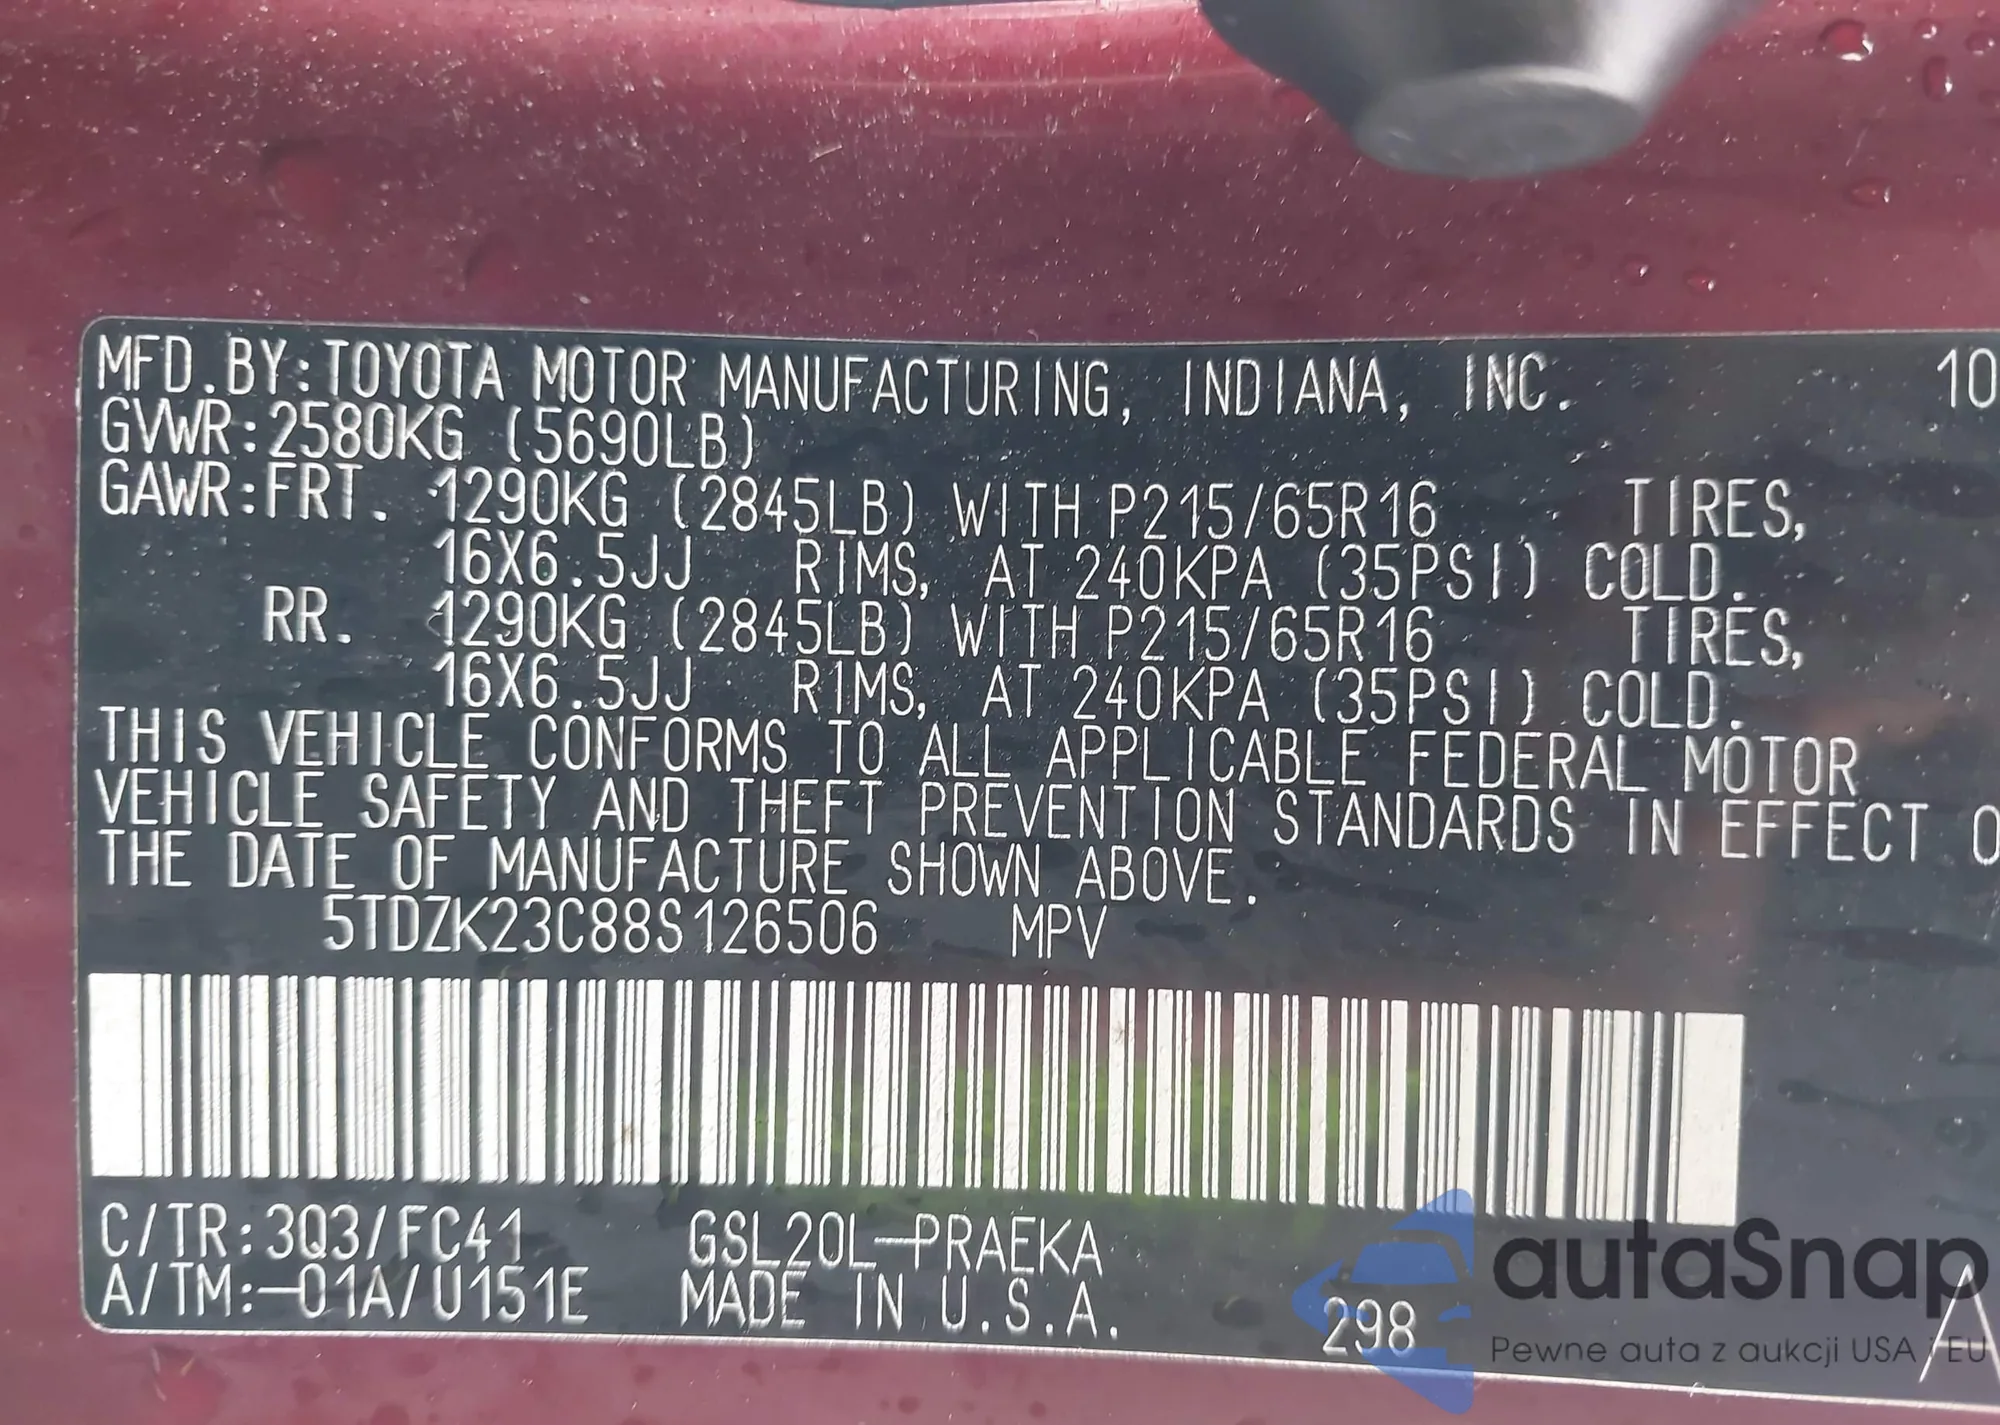 MFD.BY:TOYOTA MOTOR MANUFACTURING, INDIANA, INC. 10
GVWR:2580KG (5690LB)
GAWR:FRT. 1290KG (2845LB) WITH P215/65R16 TIRES,
16X6.5JJ RIMS, AT 240KPA (35PSI) COLD.
RR. 1290KG (2845LB) WITH P215/65R16 TIRES,
16X6.5JJ RIMS, AT 240KPA (35PSI) COLD.
THIS VEHICLE CONFORMS TO ALL APPLICABLE FEDERAL MOTOR
VEHICLE SAFETY AND THEFT PREVENTION STANDARDS IN EFFECT O
THE DATE OF MANUFACTURE SHOWN ABOVE.
5TDZK23C88S126506 MPV
C/TR:3Q3/FC41 GSL20L-PRAEKA
A/TM:-01A/U151E MADE IN U.S.A. 298 A
autaSnap
Pewne auta z aukcji USA i EU